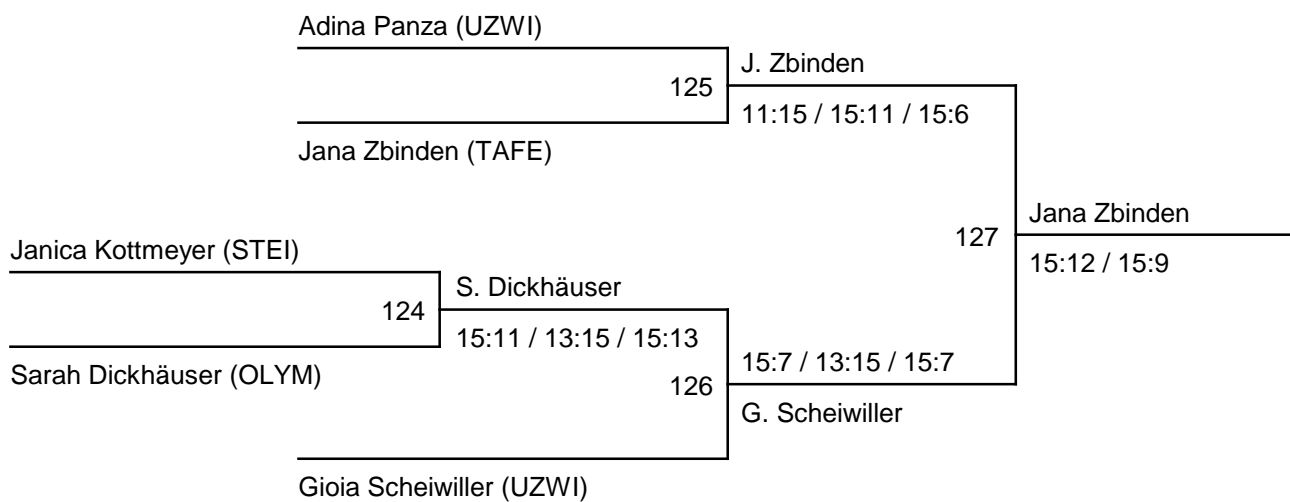 Adina Panza (UZWI)
J. Zbinden
125
11:15 / 15:11 / 15:6
Jana Zbinden (TAFE)
Jana Zbinden
127
15:12 / 15:9
Janica Kottmeyer (STEI)
S. Dickhäuser
124
15:11 / 13:15 / 15:13
Sarah Dickhäuser (OLYM)
15:7 / 13:15 / 15:7
126
G. Scheiwiller
Gioia Scheiwiller (UZWI)